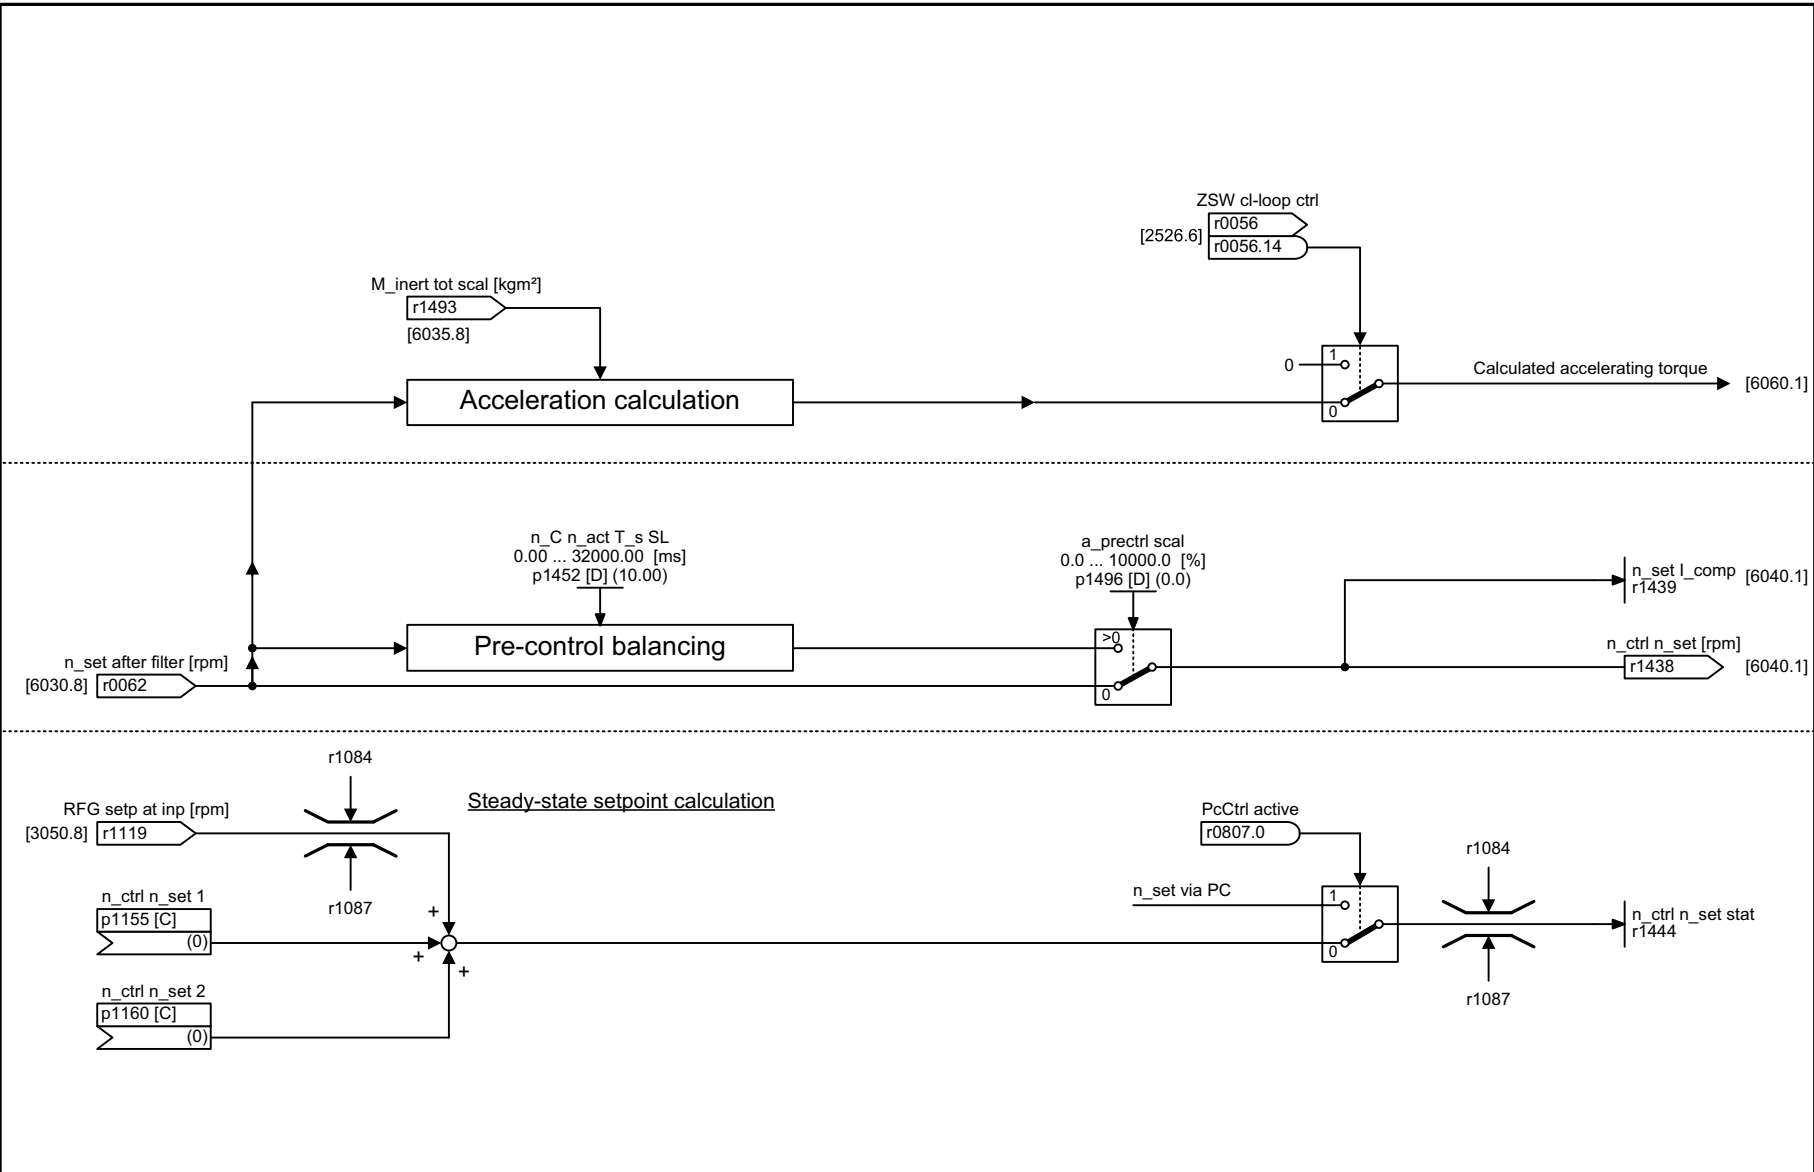 ZSW cl-loop ctrl
r0056
[2526.6]
r0056.14
M_inert tot scal [kgm²]
r1493
[6035.8]
1
0
0
Calculated accelerating torque
[6060.1]
Acceleration calculation
n_C n_act T_s SL
0.00 ... 32000.00 [ms]
p1452 [D] (10.00)
a_prectrl scal
0.0 ... 10000.0 [%]
p1496 [D] (0.0)
n_set I_comp
r1439
[6040.1]
Pre-control balancing
>0
0
n_set after filter [rpm]
[6030.8]
r0062
n_ctrl n_set [rpm]
r1438
[6040.1]
r1084
Steady-state setpoint calculation
RFG setp at inp [rpm]
[3050.8]
r1119
r1087
PcCtrl active
r0807.0
r1084
n_ctrl n_set 1
p1155 [C]
(0)
+
+
+
n_set via PC
1
0
n_ctrl n_set stat
r1444
r1087
n_ctrl n_set 2
p1160 [C]
(0)